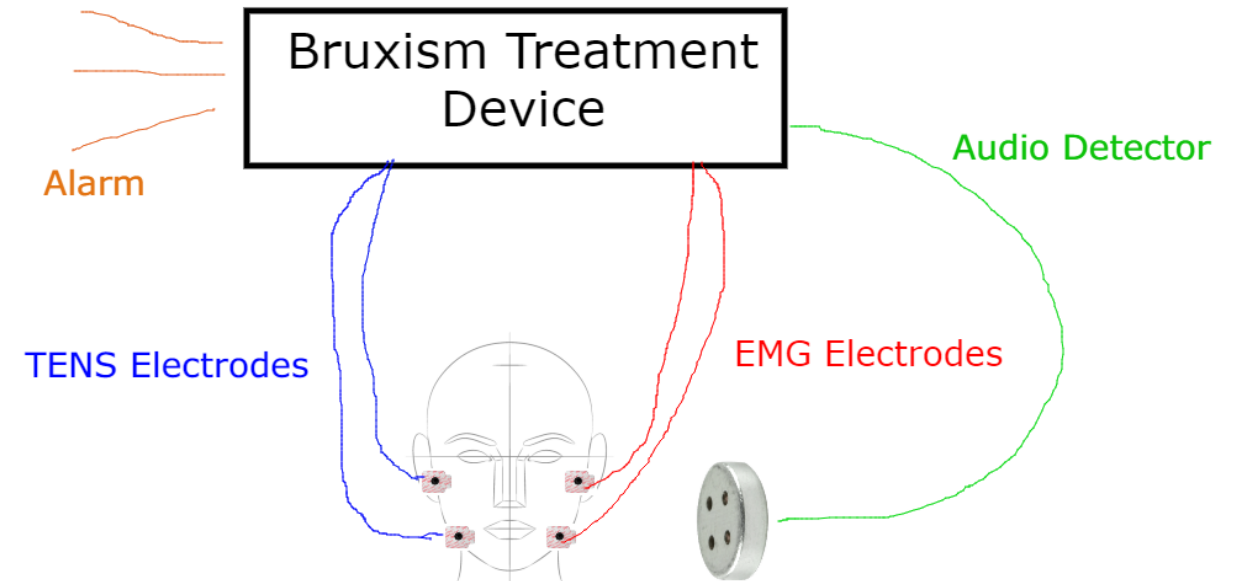 Bruxism Treatment
Device
Audio Detector
Alarm
TENS Electrodes
EMG Electrodes